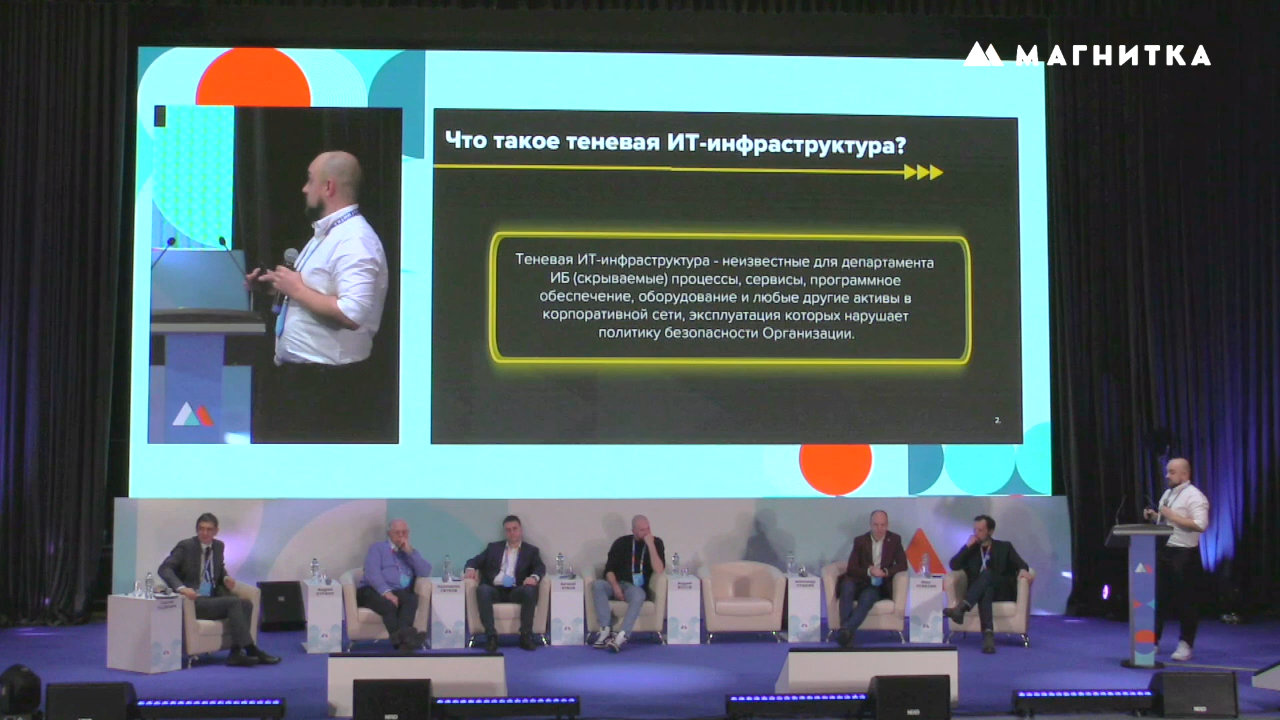 МАГНИТКА
Что такое теневая ИТ-инфраструктура?
Теневая ИТ-инфраструктура - неизвестные для департамента
ИБ (скрываемые) процессы, сервисы, программное
обеспечение, оборудование и любые другие активы в
корпоративной сети, эксплуатация которых нарушает
политику безопасности Организации.
2